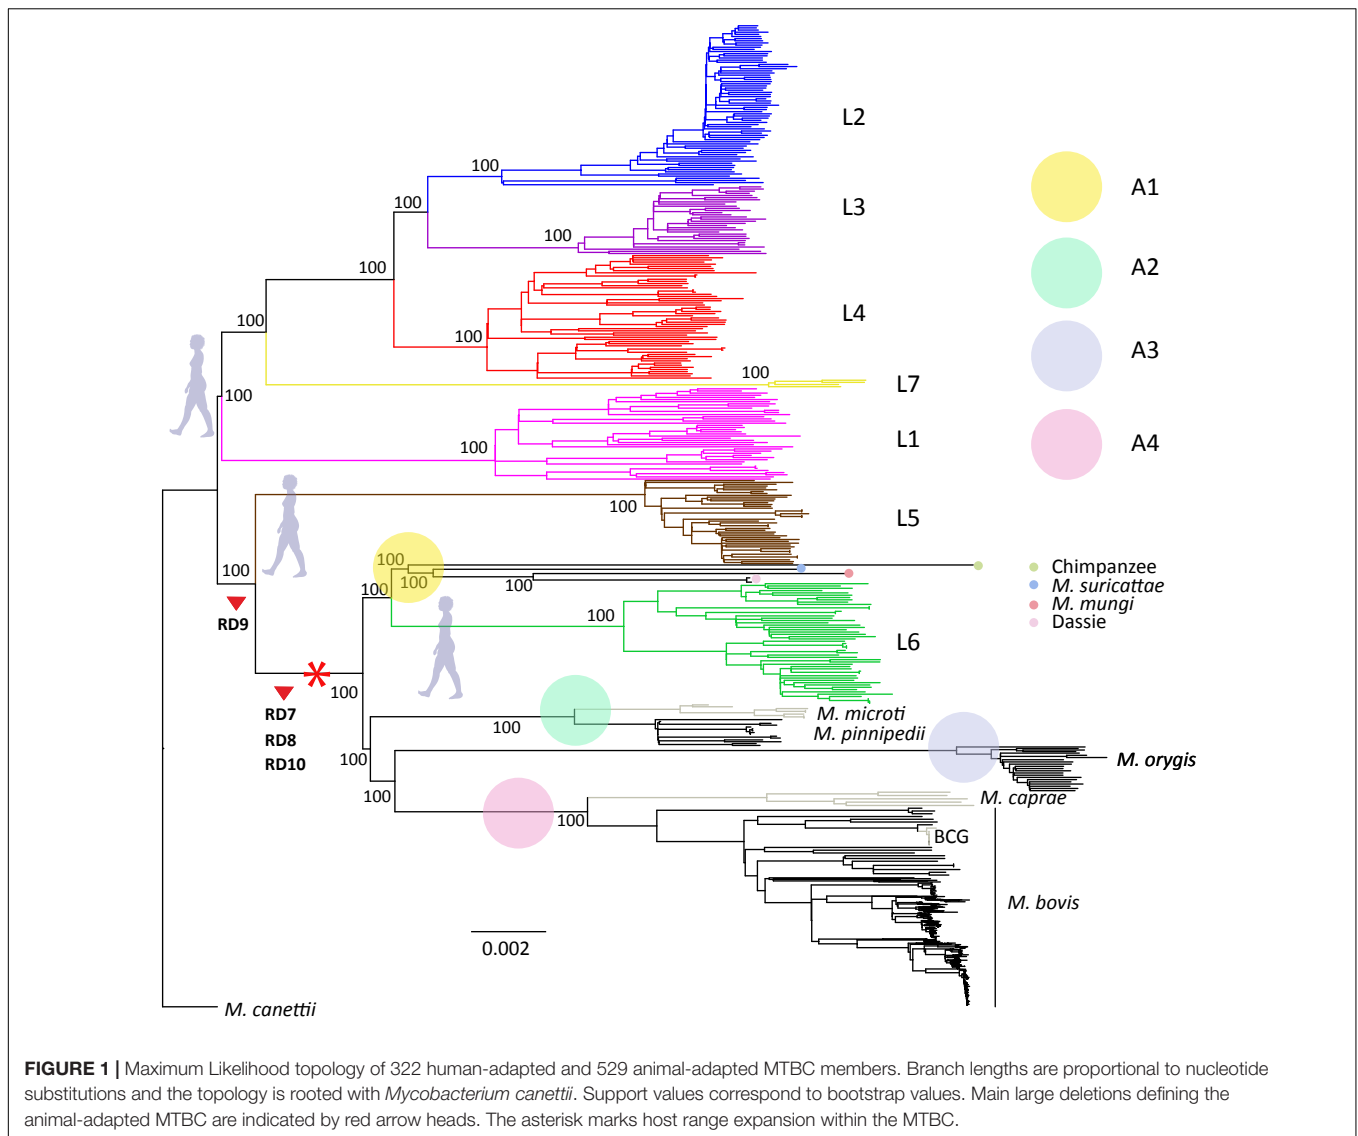 L2
A1
100
L3
100
A2
100
100
L4
A3
100
100
100
L7
100
A4
L1
100
100
L5
100
100
Chimpanzee
100
100
M. suricattae
100
100
M. mungi
RD9
Dassie
100
L6
100
RD7
M. microti
RD8
100
M. pinnipedii
RD10
100
M. orygis
100
M. caprae
100
BCG
M. bovis
0.002
M. canettii
FIGURE 1 | Maximum Likelihood topology of 322 human-adapted and 529 animal-adapted MTBC members. Branch lengths are proportional to nucleotide
substitutions and the topology is rooted with Mycobacterium canettii. Support values correspond to bootstrap values. Main large deletions defining the
animal-adapted MTBC are indicated by red arrow heads. The asterisk marks host range expansion within the MTBC.